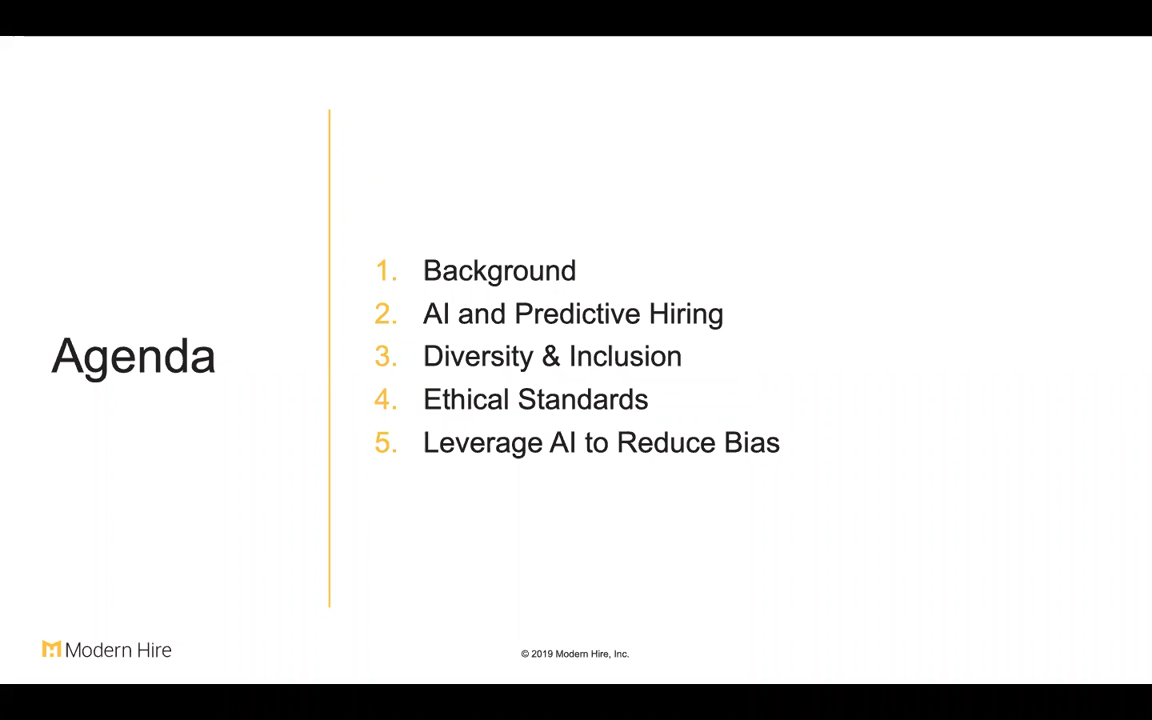 Agenda
1. Background
2. AI and Predictive Hiring
3. Diversity & Inclusion
4. Ethical Standards
5. Leverage AI to Reduce Bias
Modern Hire
© 2019 Modern Hire, Inc.